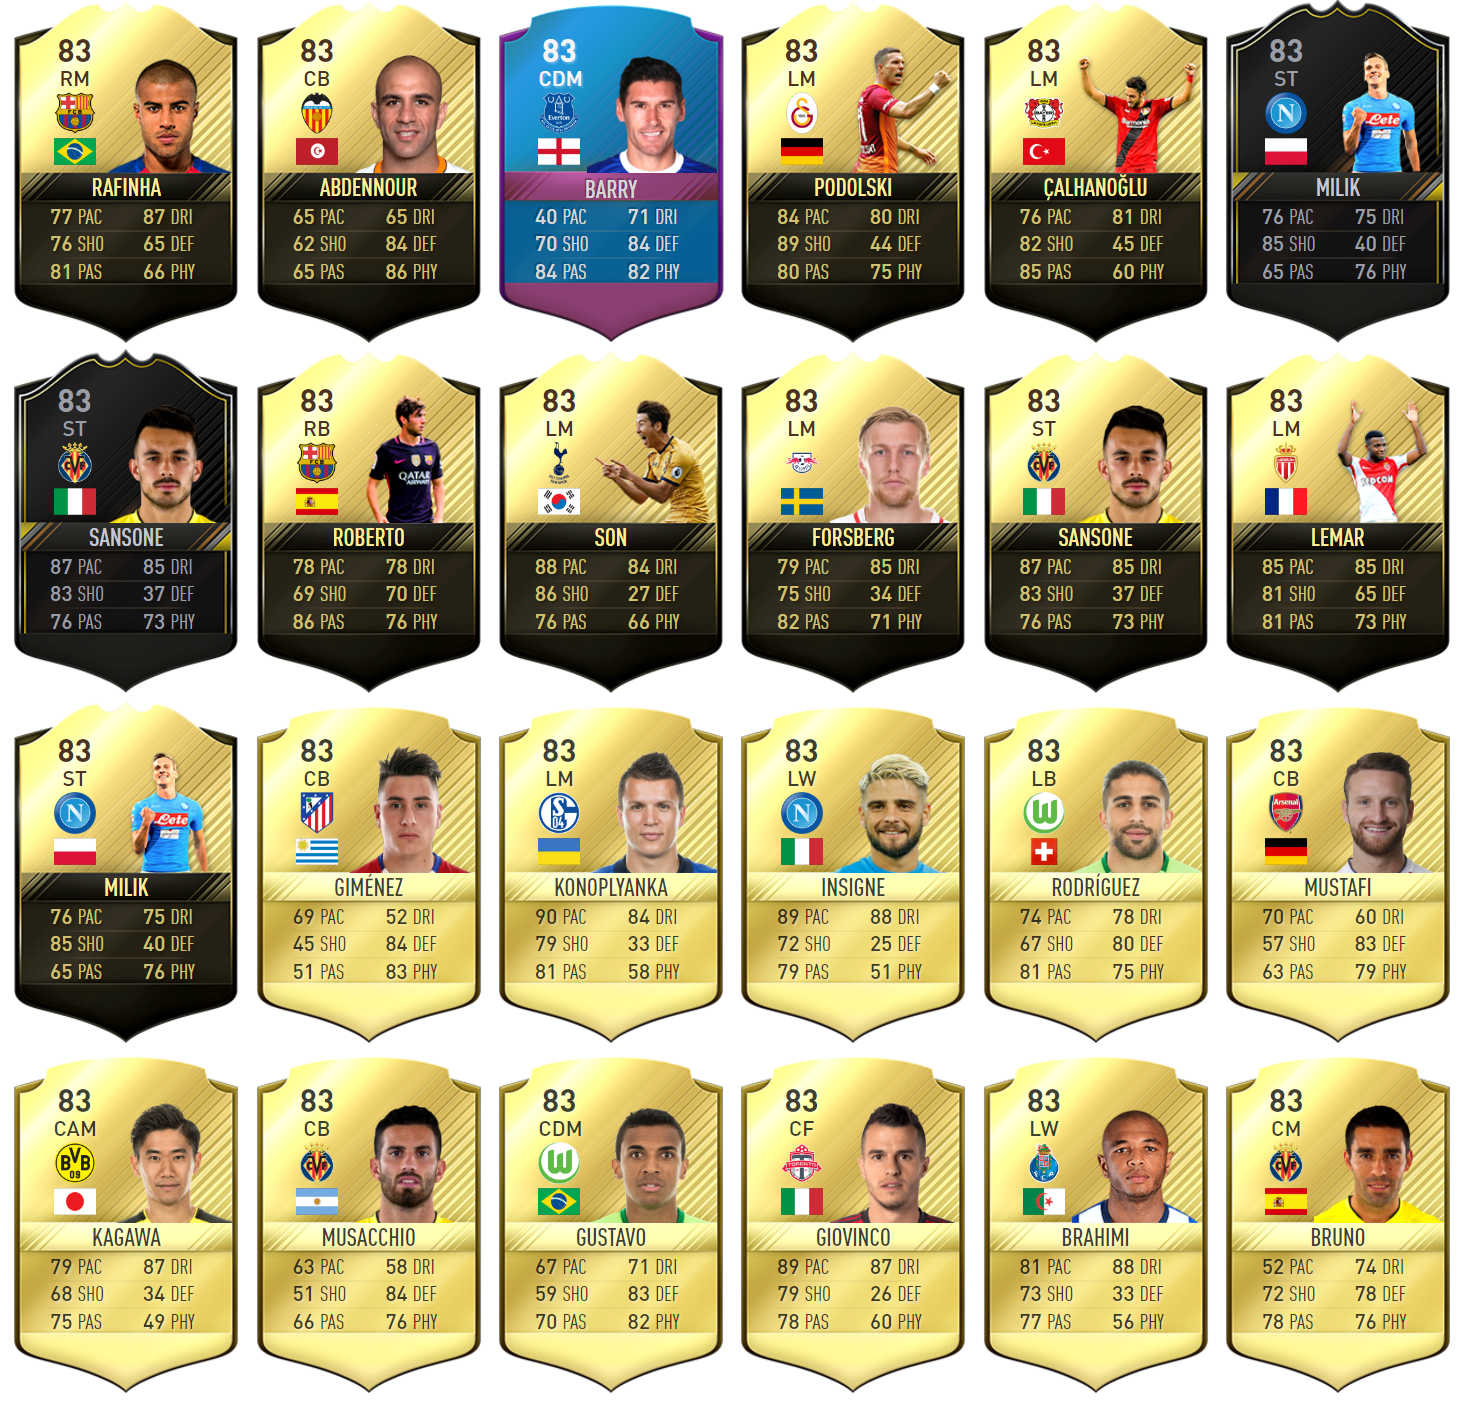 83
RM
RAFINHA
77 PAC 87 DRI
76 SHO 65 DEF
81 PAS 66 PHY
83
CB
ABDENNOUR
65 PAC 65 DRI
62 SHO 84 DEF
65 PAS 86 PHY
83
CDM
Everton
BARRY
40 PAC 71 DRI
70 SHO 84 DEF
84 PAS 82 PHY
83
LM
PODOLSKI
84 PAC 80 DRI
89 SHO 44 DEF
80 PAS 75 PHY
83
LM
ÇALHANOĞLU
76 PAC 81 DRI
82 SHO 45 DEF
85 PAS 60 PHY
83
ST
N
Lete
MILIK
76 PAC 75 DRI
85 SHO 40 DEF
65 PAS 76 PHY
83
ST
SANSONE
87 PAC 85 DRI
83 SHO 37 DEF
76 PAS 73 PHY
83
RB
QATAR
AIRWAYS
ROBERTO
78 PAC 78 DRI
69 SHO 70 DEF
86 PAS 76 PHY
83
LM
SON
88 PAC 84 DRI
86 SHO 27 DEF
76 PAS 66 PHY
83
LM
FORSBERG
79 PAC 85 DRI
75 SHO 34 DEF
82 PAS 71 PHY
83
ST
SANSONE
87 PAC 85 DRI
83 SHO 37 DEF
76 PAS 73 PHY
83
LM
LEMAR
85 PAC 85 DRI
81 SHO 65 DEF
81 PAS 73 PHY
83
ST
N
Lete
MILIK
76 PAC 75 DRI
85 SHO 40 DEF
65 PAS 76 PHY
83
CB
GIMÉNEZ
69 PAC 52 DRI
45 SHO 84 DEF
51 PAS 83 PHY
83
LM
S
04
KONOPLYANKA
90 PAC 84 DRI
79 SHO 33 DEF
81 PAS 58 PHY
83
LW
N
INSIGNE
89 PAC 88 DRI
72 SHO 25 DEF
79 PAS 51 PHY
83
LB
W
RODRÍGUEZ
74 PAC 78 DRI
67 SHO 80 DEF
81 PAS 75 PHY
83
CB
Arsenal
MUSTAFI
70 PAC 60 DRI
57 SHO 83 DEF
63 PAS 79 PHY
83
CAM
BVB
09
KAGAWA
79 PAC 87 DRI
68 SHO 34 DEF
75 PAS 49 PHY
83
CB
MUSACCHIO
63 PAC 58 DRI
51 SHO 84 DEF
66 PAS 76 PHY
83
CDM
W
GUSTAVO
67 PAC 71 DRI
59 SHO 83 DEF
70 PAS 82 PHY
83
CF
TORONTO
GIOVINCO
89 PAC 87 DRI
79 SHO 26 DEF
78 PAS 60 PHY
83
LW
BRAHIMI
81 PAC 88 DRI
73 SHO 33 DEF
77 PAS 56 PHY
83
CM
BRUNO
52 PAC 74 DRI
72 SHO 78 DEF
78 PAS 76 PHY